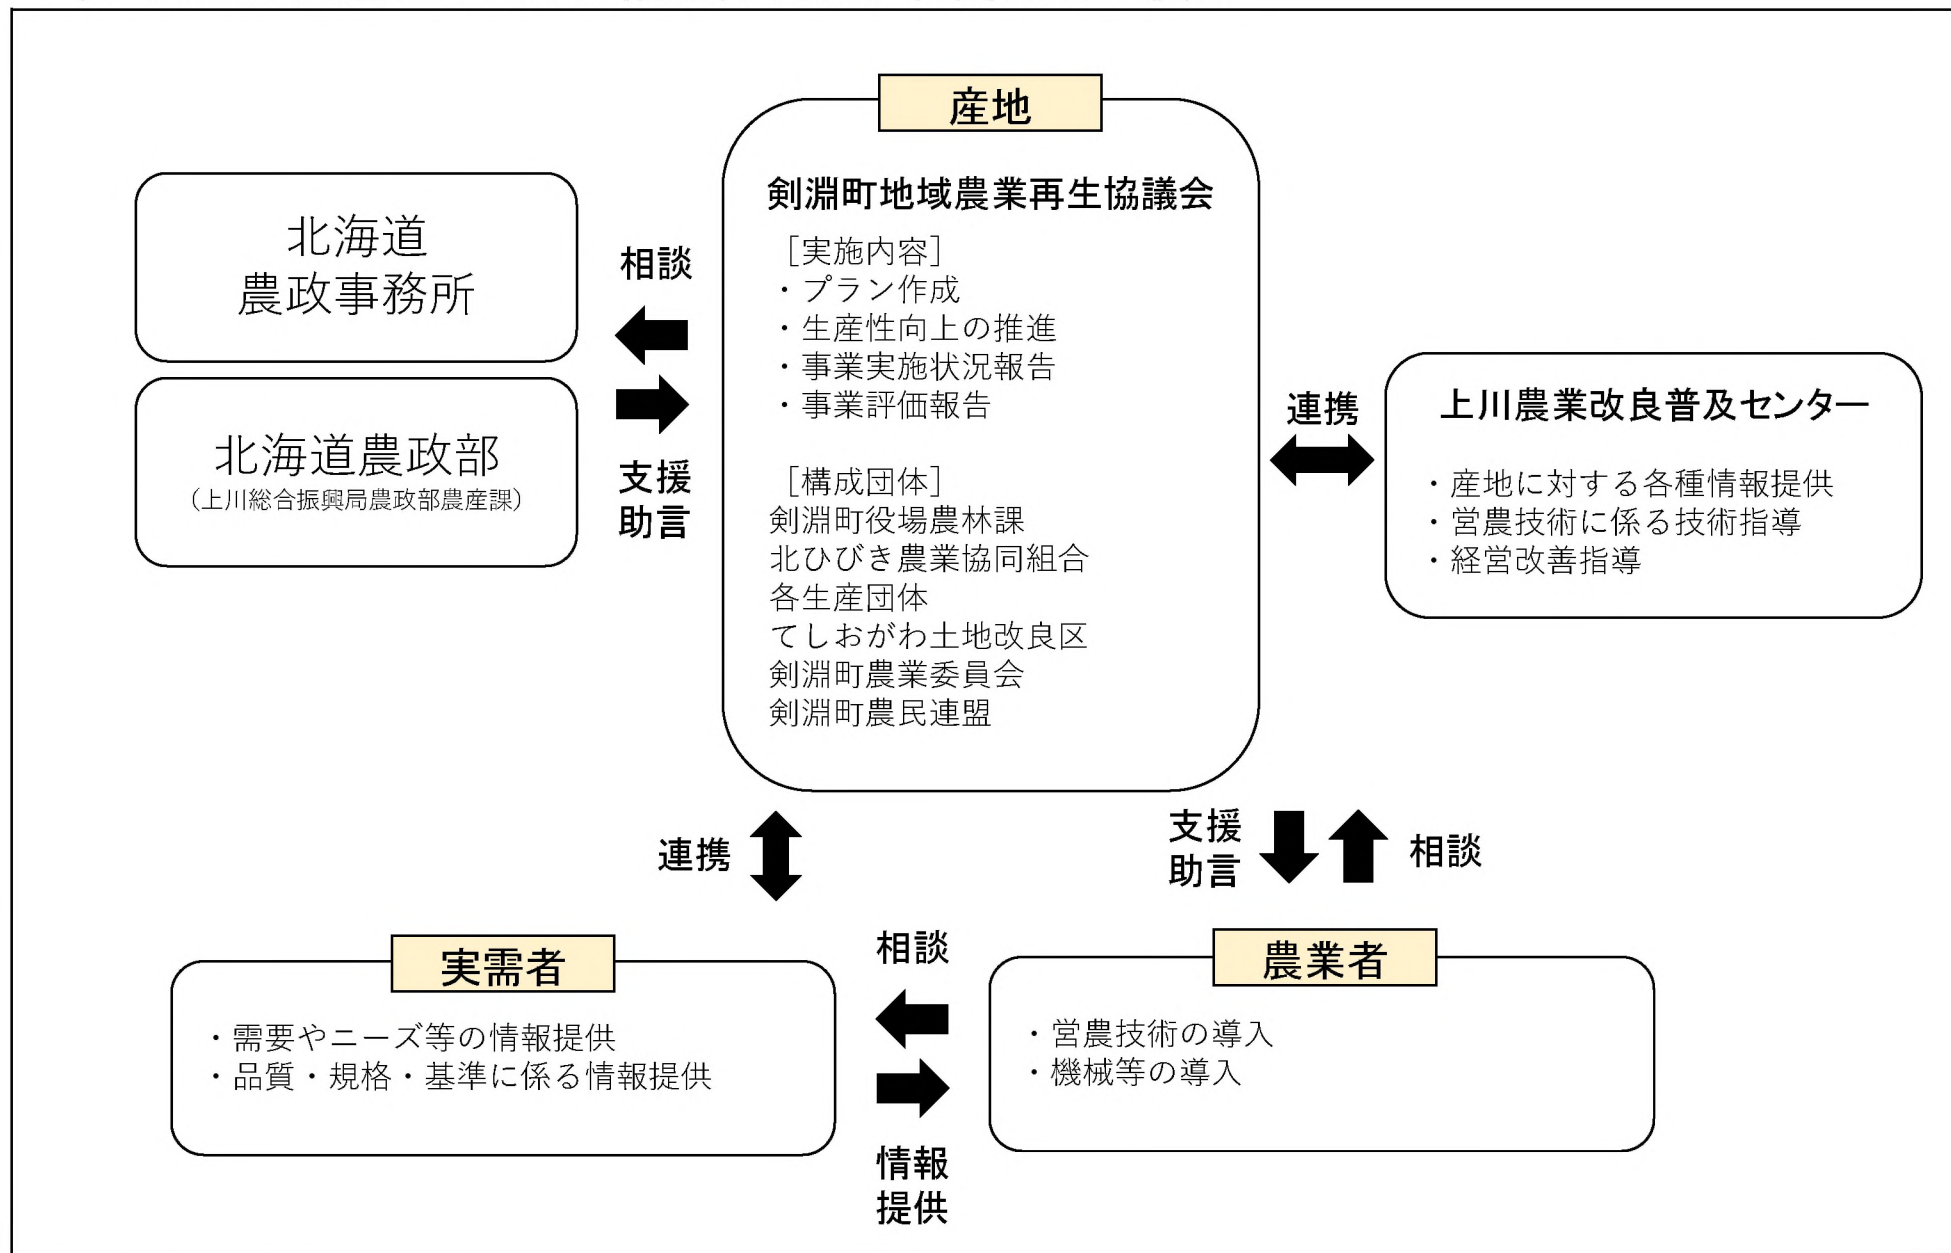 産地
剣淵町地域農業再生協議会
［実施内容］
・プラン作成
・生産性向上の推進
・事業実施状況報告
・事業評価報告
［構成団体］
剣淵町役場農林課
北ひびき農業協同組合
各生産団体
てしおがわ土地改良区
剣淵町農業委員会
剣淵町農民連盟
北海道
農政事務所
北海道農政部
（上川総合振興局農政部農産課）
相談
支援
助言
連携
上川農業改良普及センター
・産地に対する各種情報提供
・営農技術に係る技術指導
・経営改善指導
連携
支援
助言
相談
実需者
・需要やニーズ等の情報提供
・品質・規格・基準に係る情報提供
相談
情報
提供
農業者
・営農技術の導入
・機械等の導入